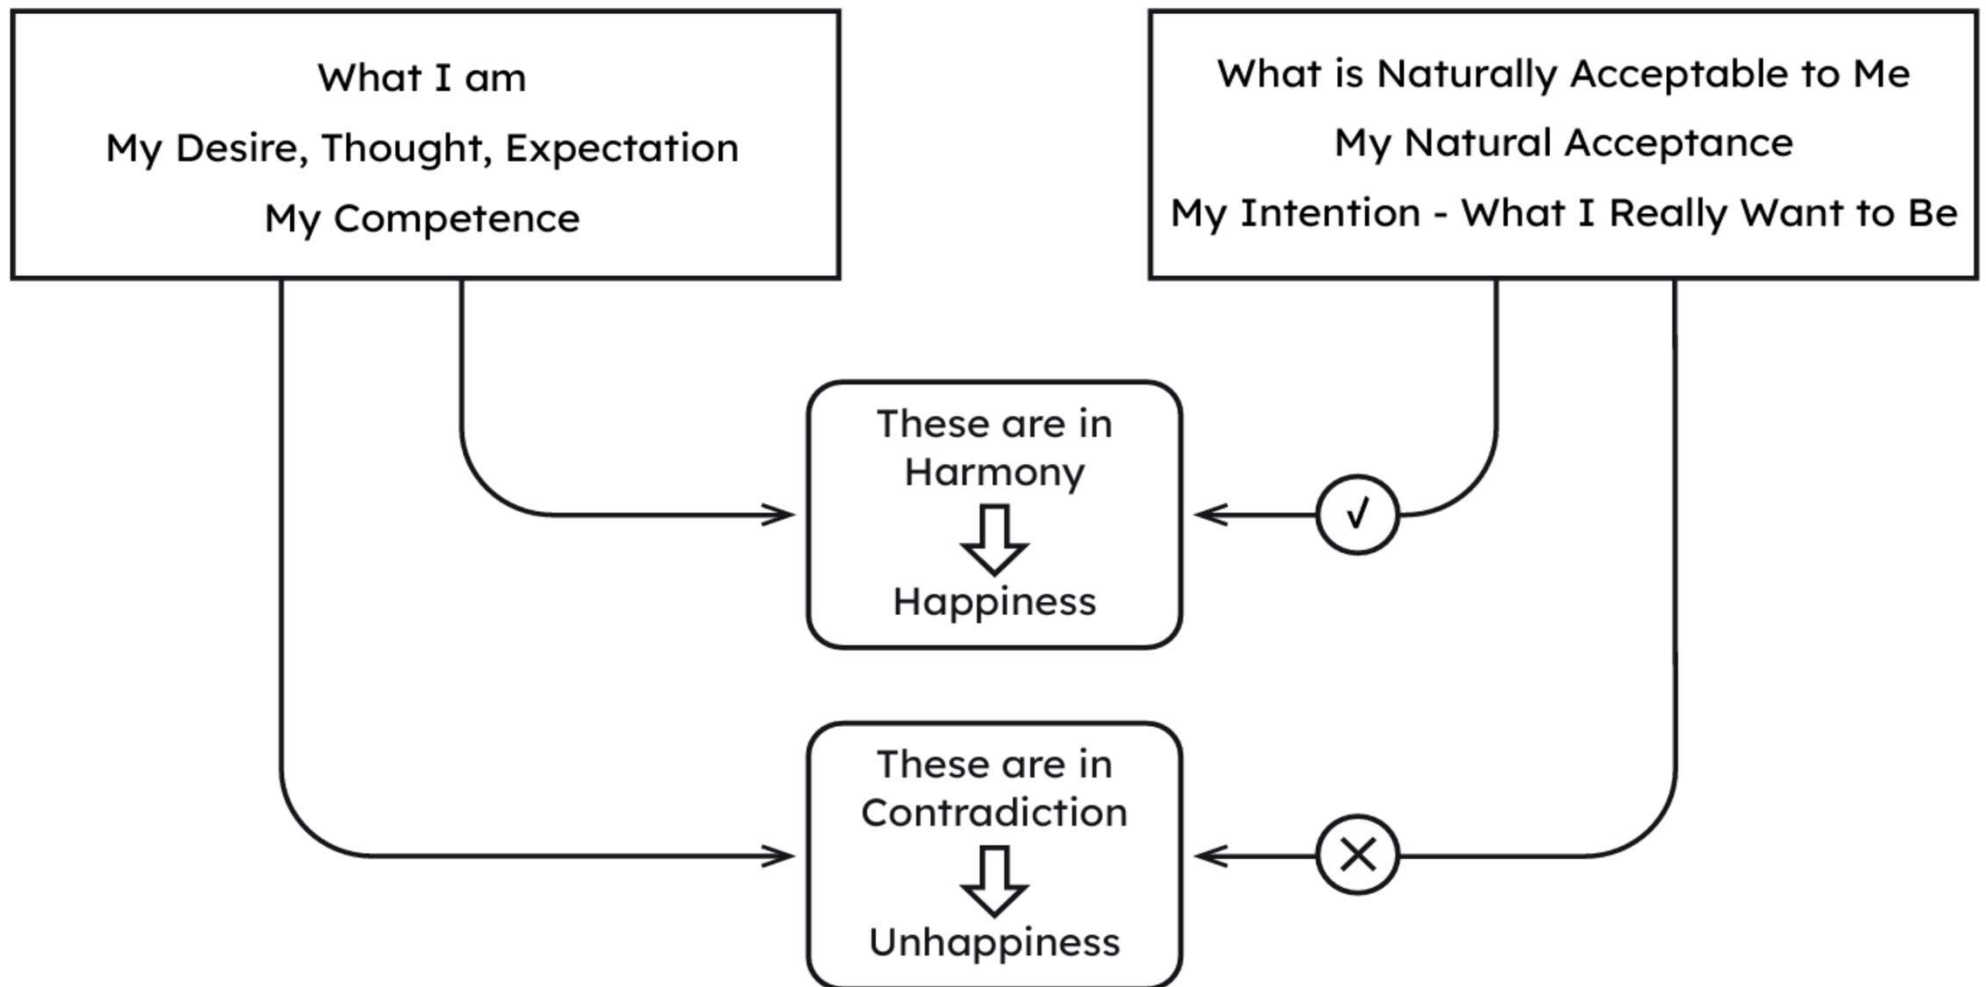 What I am
My Desire, Thought, Expectation
My Competence
What is Naturally Acceptable to Me
My Natural Acceptance
My Intention - What I Really Want to Be
These are in
Harmony
Happiness
√
These are in
Contradiction
Unhappiness